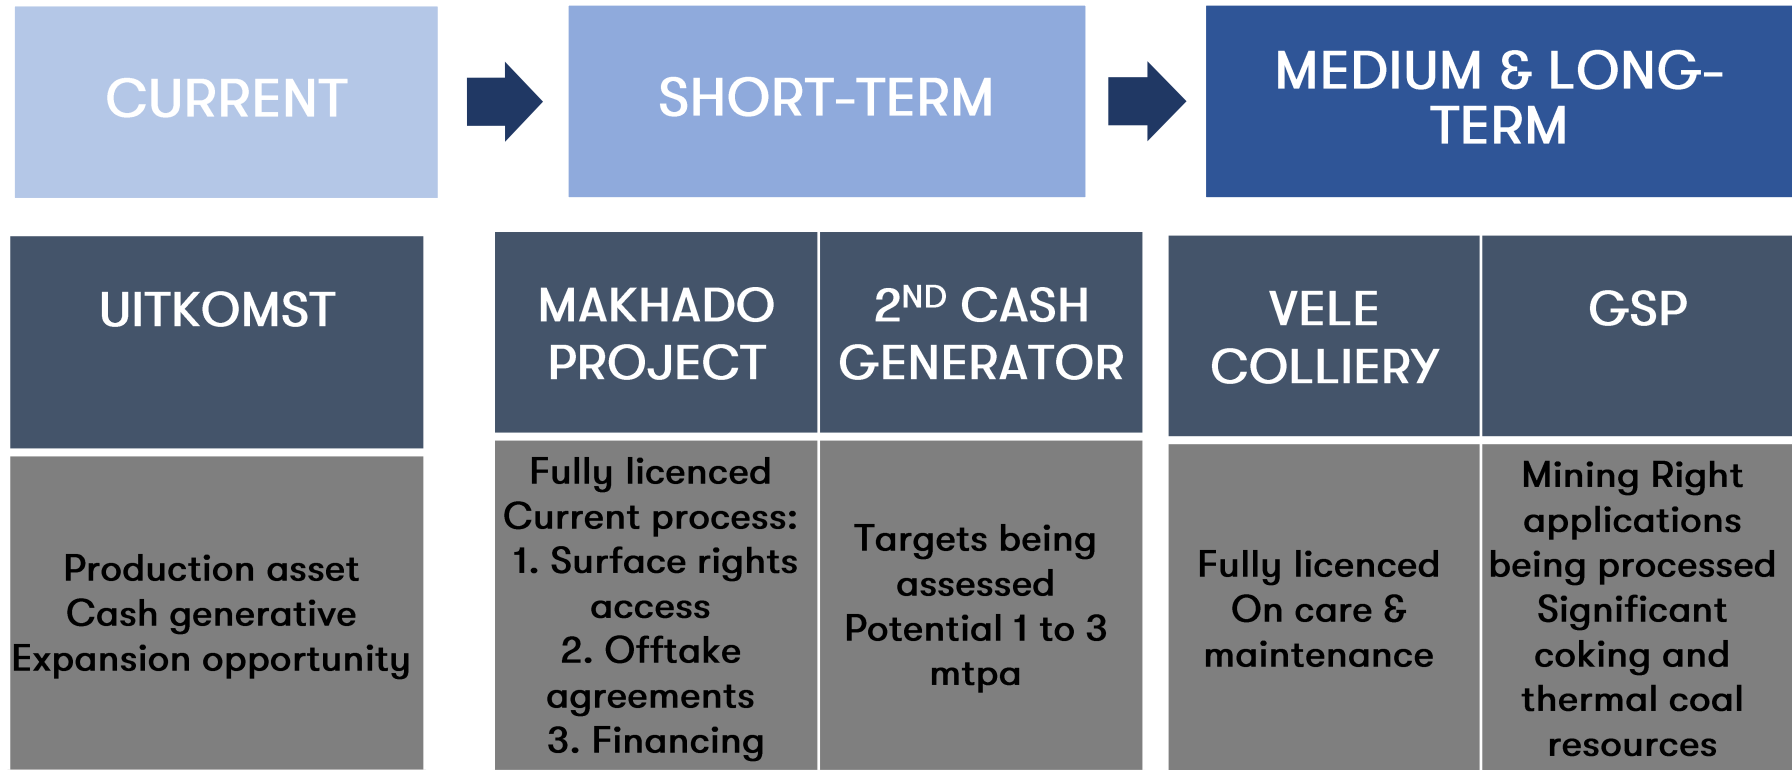 CURRENT
SHORT-TERM
MEDIUM & LONG-
TERM
UITKOMST
Production asset
Cash generative
Expansion opportunity
MAKHADO
PROJECT
Fully licenced
Current process:
1. Surface rights
access
2. Offtake
agreements
3. Financing
2ND CASH
GENERATOR
Targets being
assessed
Potential 1 to 3
mtpa
VELE
COLLIERY
Fully licenced
On care &
maintenance
GSP
Mining Right
applications
being processed
Significant
coking and
thermal coal
resources